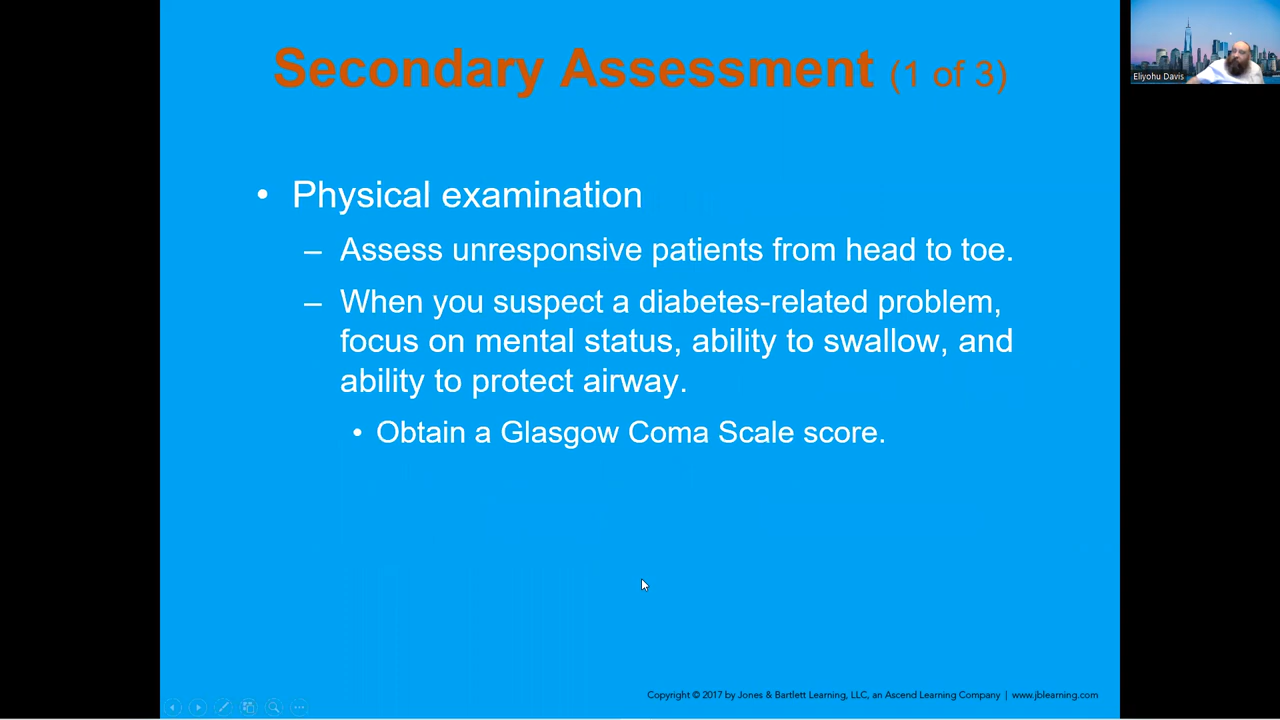 Secondary Assessment (1 of 3)
Eliyohu Davis
• Physical examination
– Assess unresponsive patients from head to toe.
– When you suspect a diabetes-related problem,
focus on mental status, ability to swallow, and
ability to protect airway.
• Obtain a Glasgow Coma Scale score.
Copyright © 2017 by Jones & Bartlett Learning, LLC, an Ascend Learning Company | www.jblearning.com